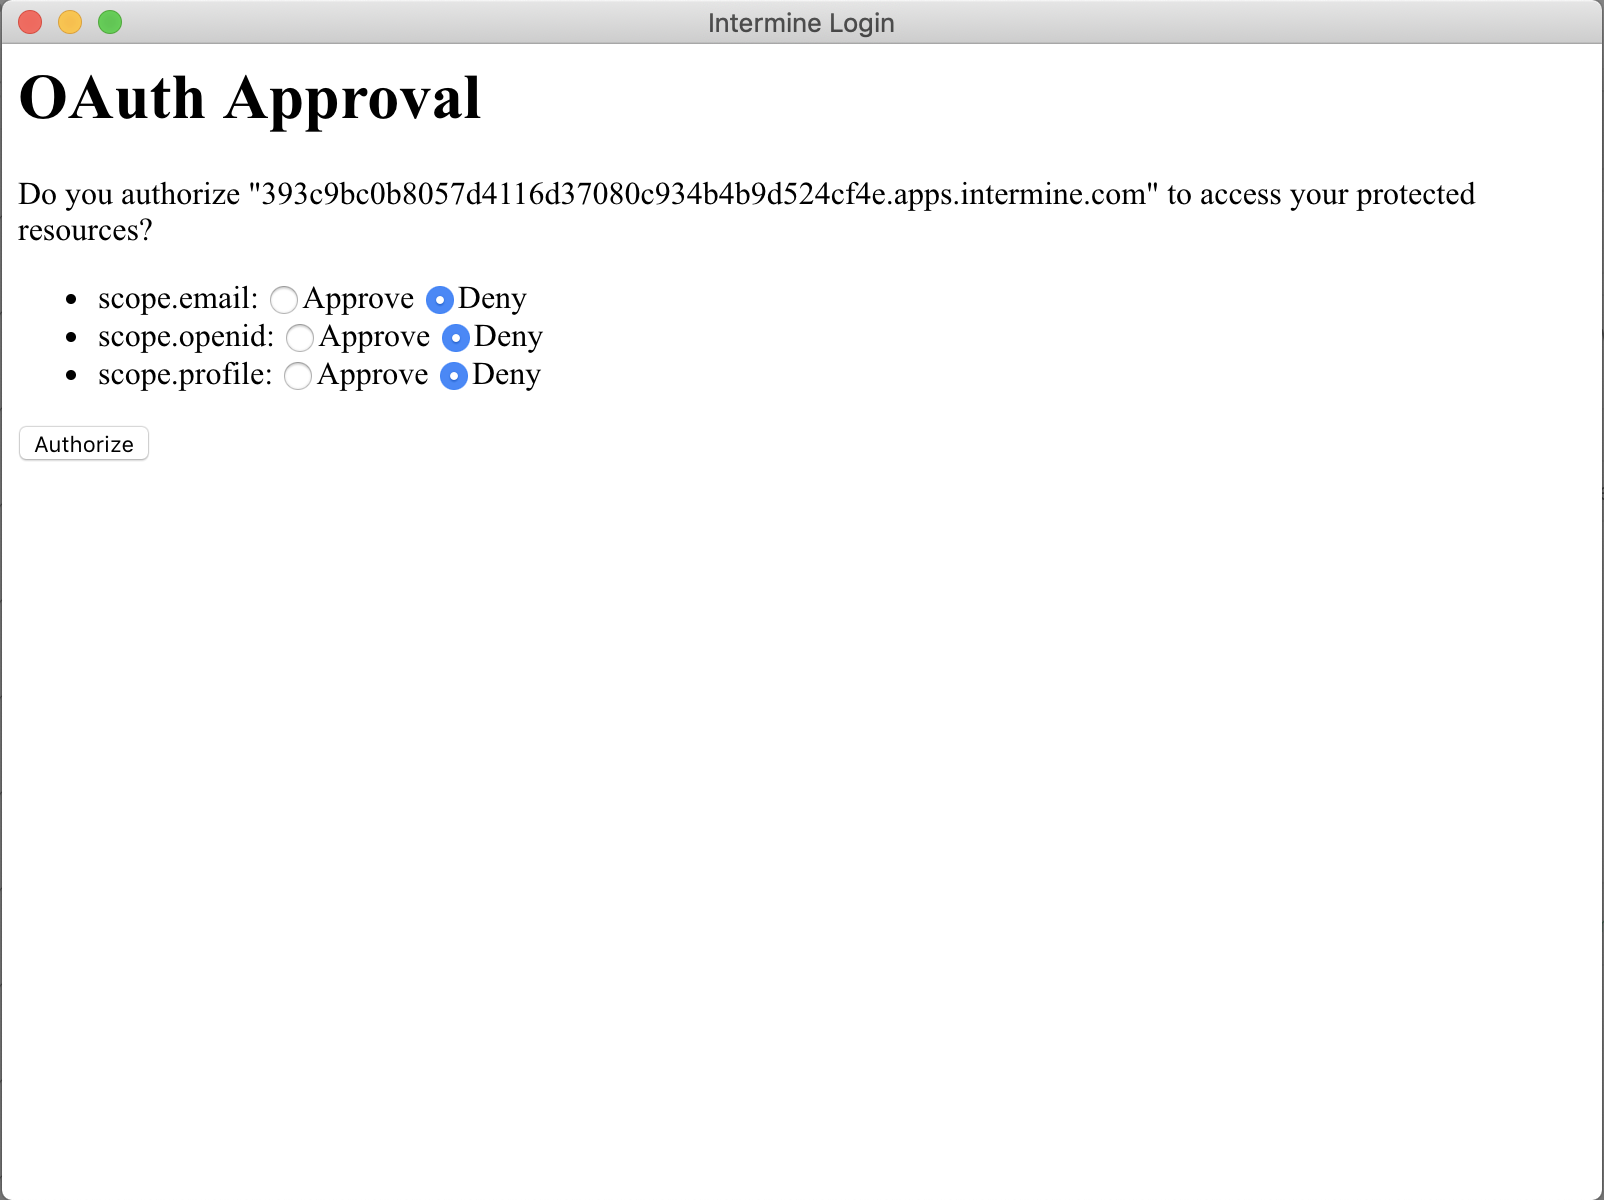 Intermine Login
OAuth Approval
Do you authorize "393c9bc0b8057d4116d37080c934b4b9d524cf4e.apps.intermine.com" to access your protected
resources?
scope.email: Approve Deny
scope.openid: Approve Deny
scope.profile: Approve Deny
Authorize